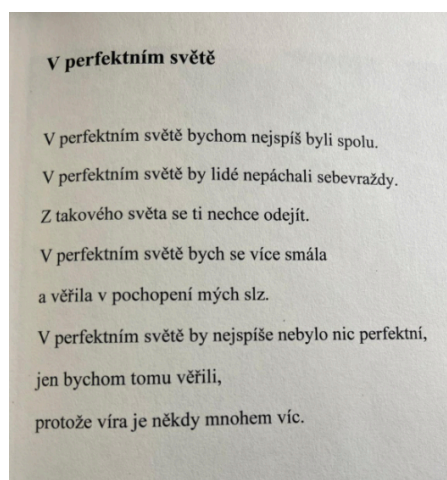 V perfektním světě
V perfektním světě bychom nejspíš byli spolu.
V perfektním světě by lidé nepáchali sebevraždy.
Z takového světa se ti nechce odejít.
V perfektním světě bych se více smála
a věřila v pochopení mých slz.
V perfektním světě by nejspíše nebylo nic perfektní,
jen bychom tomu věřili,
protože víra je někdy mnohem víc.